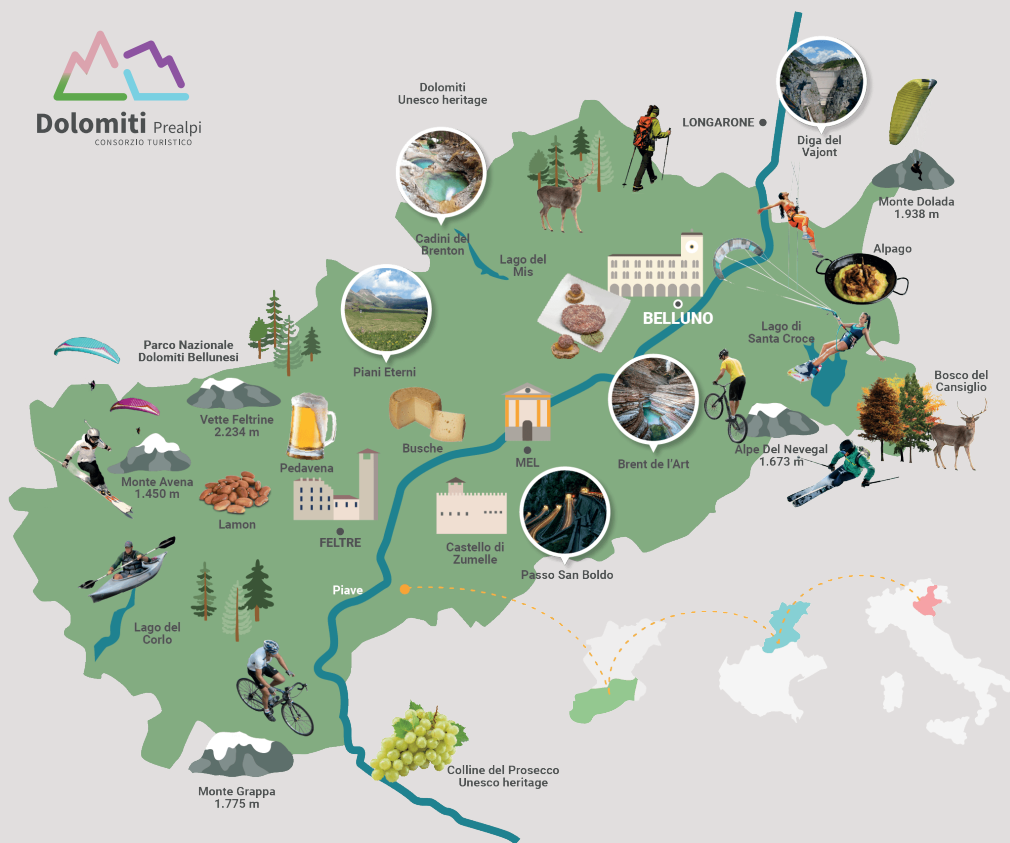 Dolomiti Prealpi
CONSORZIO TURISTICO
Dolomiti
Unesco heritage
LONGARONE
Diga del
Vajont
Monte Dolada
1.938 m
Cadini del
Brenton
Lago del
Mis
Alpago
BELLUNO
Lago di
Santa Croce
Parco Nazionale
Dolomiti Bellunesi
Piani Eterni
Bosco del
Cansiglio
Vette Feltrine
2.234 m
Busche
Pedavena
MEL
Brent de l'Art
Alpe Del Nevegal
1.673 m
Monte Avena
1.450 m
Lamon
FELTRE
Castello di
Zumelle
Passo San Boldo
Piave
Lago del
Corlo
Colline del Prosecco
Unesco heritage
Monte Grappa
1.775 m